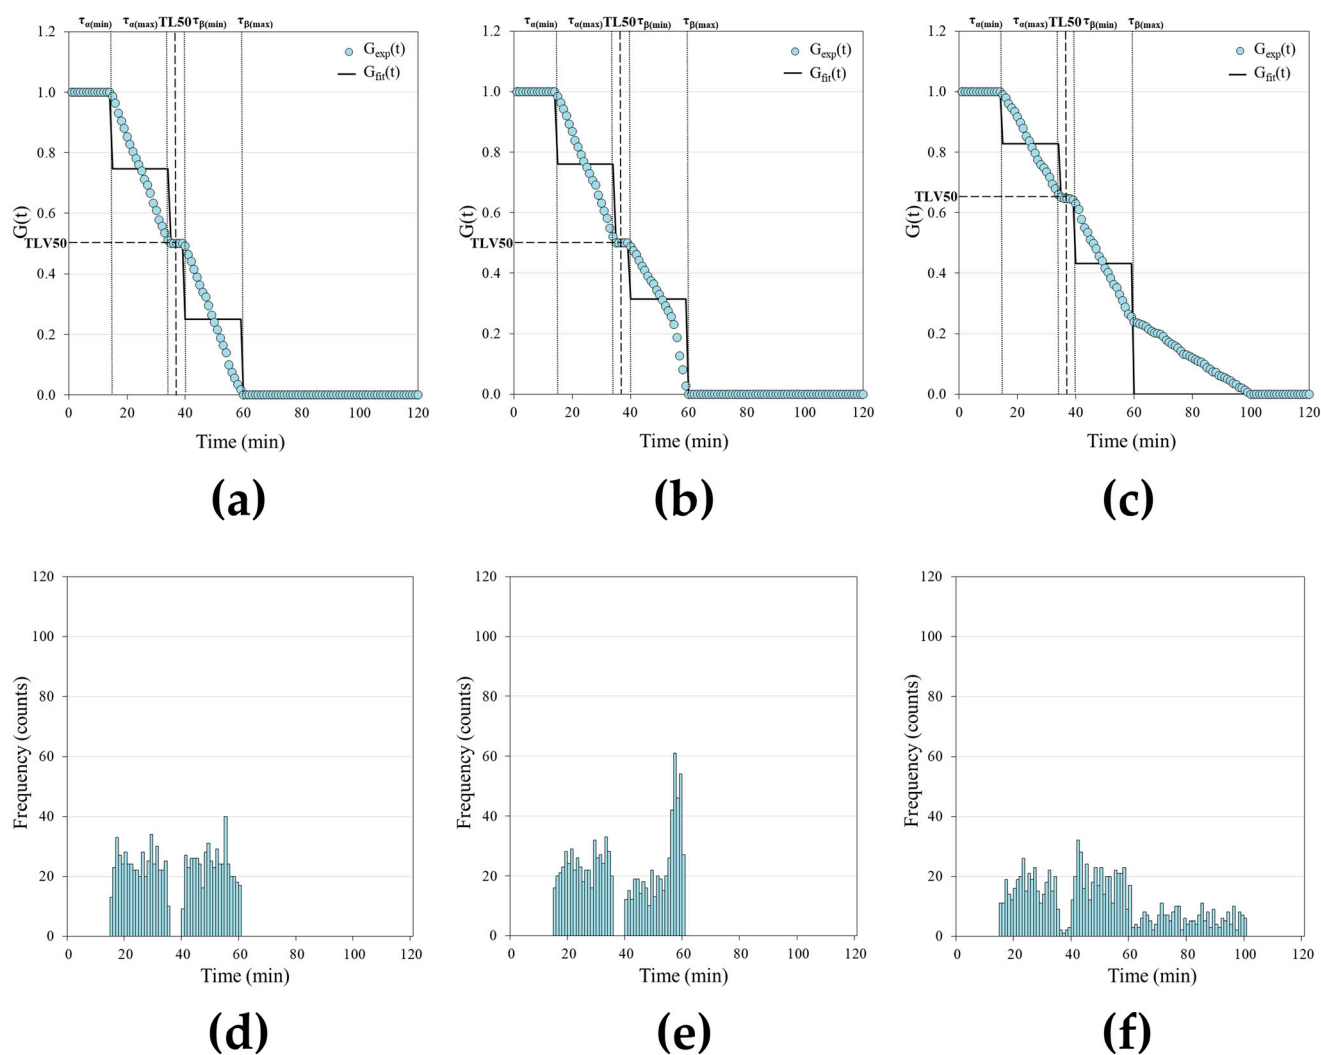 τα(min) τα(max) TL50 τβ(min) τβ(max)
1.2
1.0
0.8
0.6
0.4
0.2
0.0
G(t)
TLV50
Gexp(t)
Gfit(t)
0 20 40 60 80 100 120
Time (min)
(a)
τα(min) τα(max) TL50 τβ(min) τβ(max)
1.2
1.0
0.8
0.6
0.4
0.2
0.0
G(t)
TLV50
Gexp(t)
Gfit(t)
0 20 40 60 80 100 120
Time (min)
(b)
τα(min) τα(max) TL50 τβ(min) τβ(max)
1.2
1.0
0.8
0.6
0.4
0.2
0.0
G(t)
TLV50
Gexp(t)
Gfit(t)
0 20 40 60 80 100 120
Time (min)
(c)
120
100
80
60
40
20
0
Frequency (counts)
0 20 40 60 80 100 120
Time (min)
(d)
120
100
80
60
40
20
0
Frequency (counts)
0 20 40 60 80 100 120
Time (min)
(e)
120
100
80
60
40
20
0
Frequency (counts)
0 20 40 60 80 100 120
Time (min)
(f)